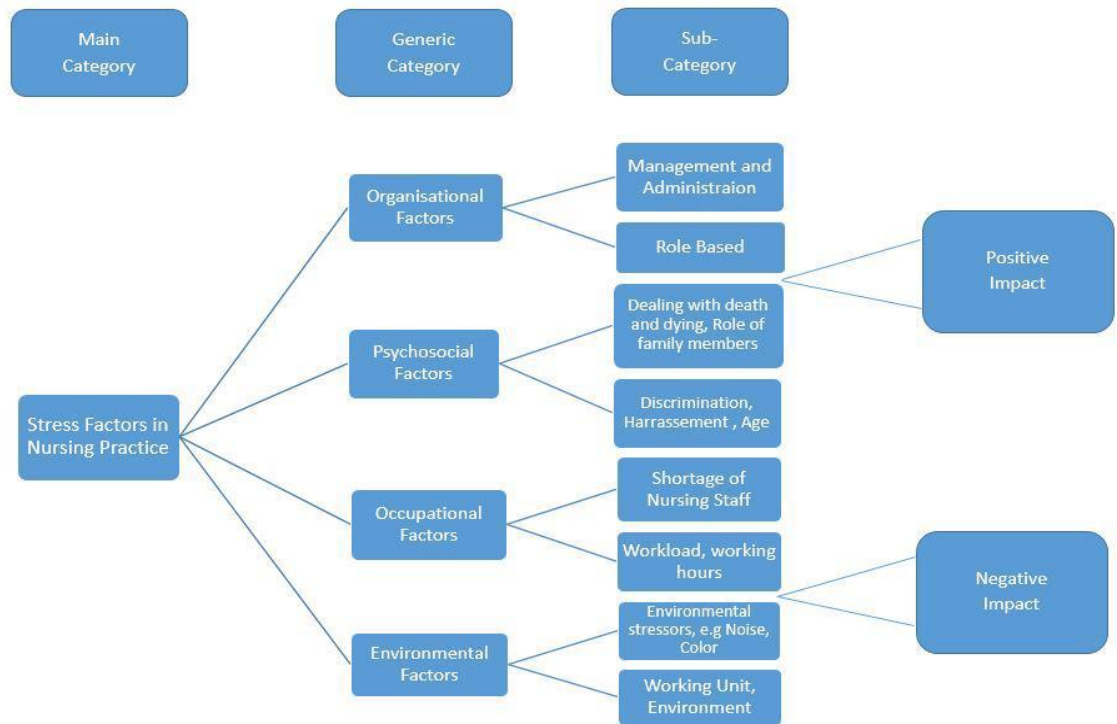 Main
Category
Generic
Category
Sub-
Category
Stress Factors in
Nursing Practice
Organisational
Factors
Psychosocial
Factors
Occupational
Factors
Environmental
Factors
Management and
Administraion
Role Based
Dealing with death
and dying, Role of
family members
Discrimination,
Harrassement , Age
Shortage of
Nursing Staff
Workload, working
hours
Environmental
stressors, e.g Noise,
Color
Working Unit,
Environment
Positive
Impact
Negative
Impact